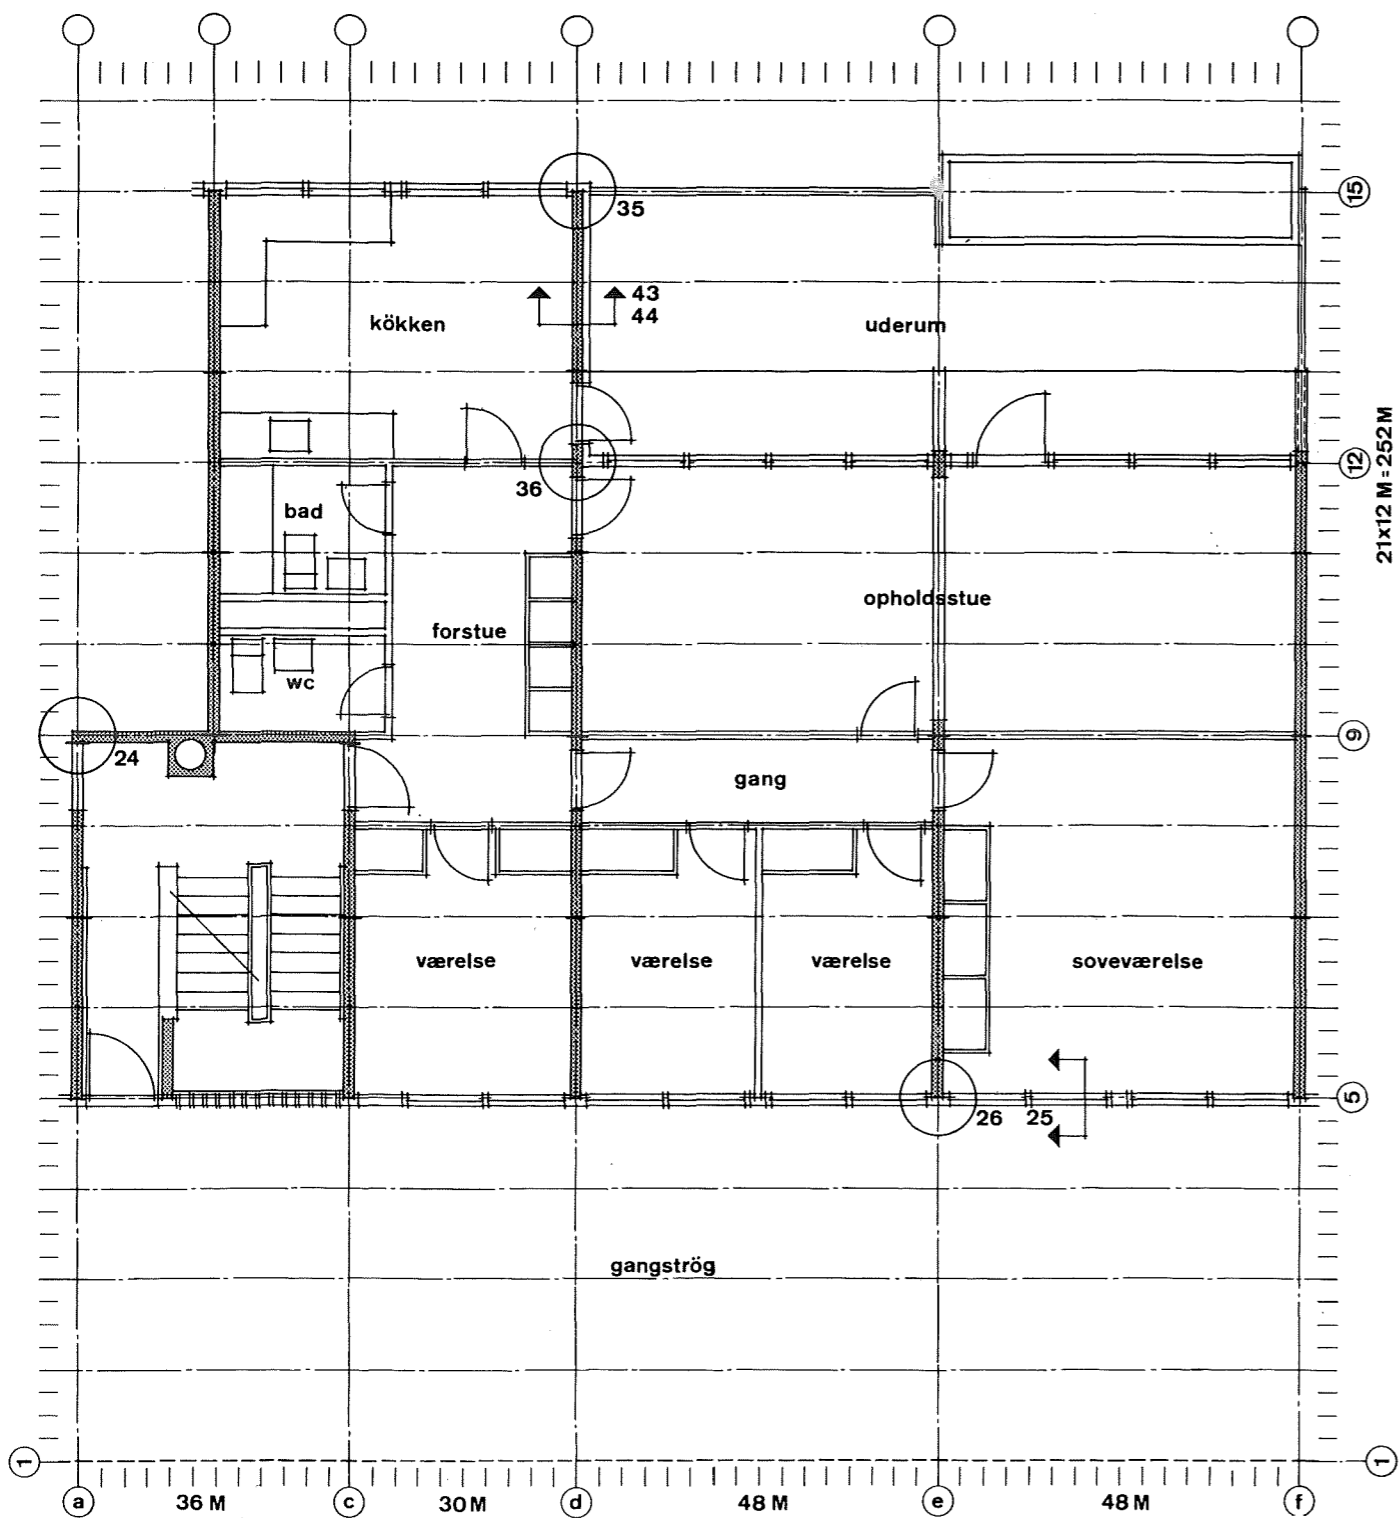 15
35
43
44
kökken
uderum
12
36
bad
21x12 M = 252 M
opholdsstue
forstue
wc
9
24
gang
værelse
værelse
værelse
soveværelse
5
26
25
gangströg
1
1
a
36 M
c
30 M
d
48 M
e
48 M
f